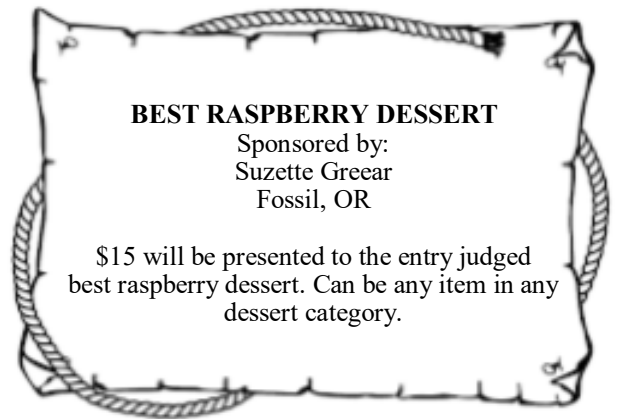 BEST RASPBERRY DESSERT
Sponsored by:
Suzette Greear
Fossil, OR
$15 will be presented to the entry judged
best raspberry dessert. Can be any item in any
dessert category.